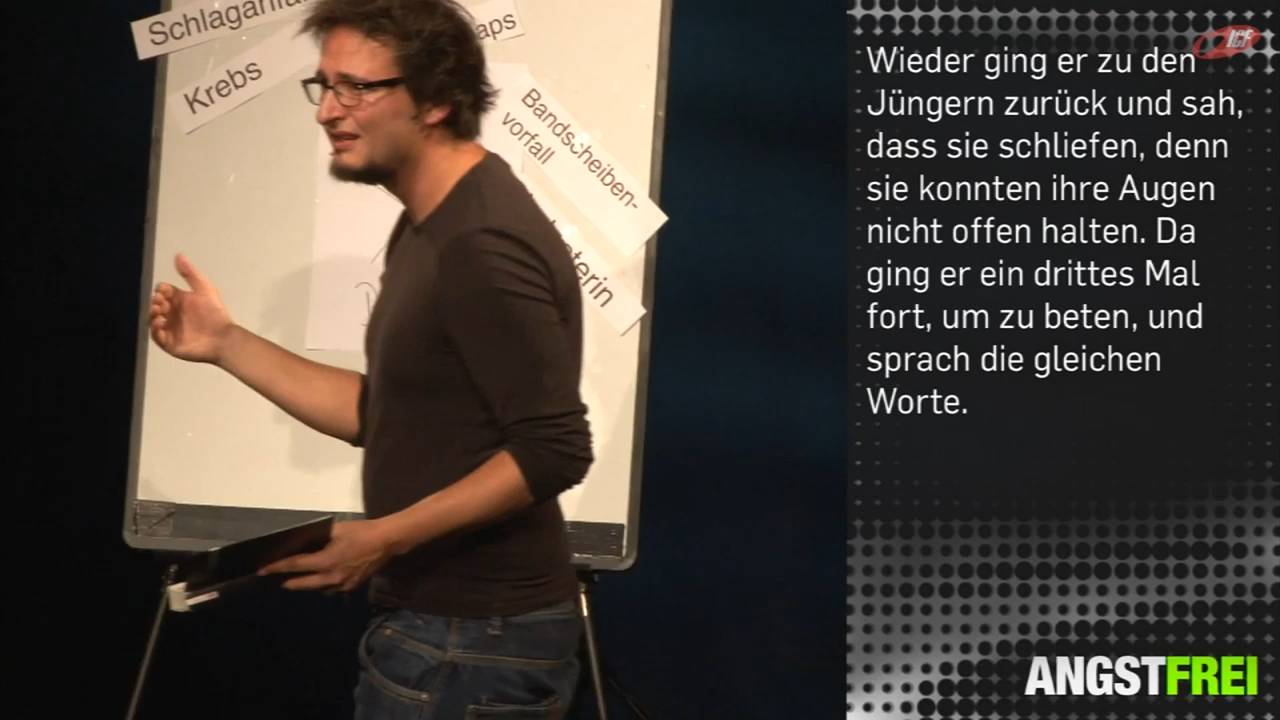 Krebs
Bandscheiben-
vorfall
ICF
Wieder ging er zu den
Jüngern zurück und sah,
dass sie schliefen, denn
sie konnten ihre Augen
nicht offen halten. Da
ging er ein drittes Mal
fort, um zu beten, und
sprach die gleichen
Worte.
ANGSTFREI